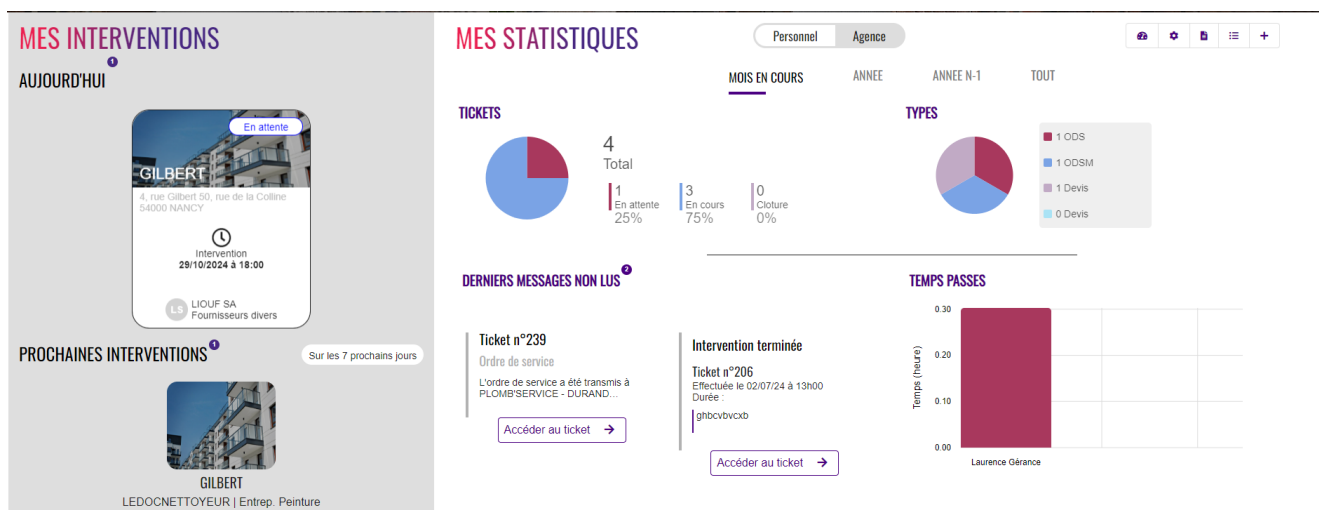 MES INTERVENTIONS
AUJOURD'HUI 1
En attente
GILBERT
4, rue Gilbert 50, rue de la Colline
54000 NANCY
Intervention
29/10/2024 à 18:00
LS
LIOUF SA
Fournisseurs divers
PROCHAINES INTERVENTIONS 1
Sur les 7 prochains jours
GILBERT
LEDOCNETTOYEUR | Entrep. Peinture
MES STATISTIQUES
Personnel Agence
MOIS EN COURS ANNEE ANNEE N-1 TOUT
TICKETS
4
Total
1
En attente
25%
3
En cours
75%
0
Cloture
0%
TYPES
1 ODS
1 ODSM
1 Devis
0 Devis
DERNIERS MESSAGES NON LUS 2
Ticket n°239
Ordre de service
L'ordre de service a été transmis à
PLOMB'SERVICE - DURAND...
Accéder au ticket
Intervention terminée
Ticket n°206
Effectuée le 02/07/24 à 13h00
Durée :
ghbcvbvcxb
Accéder au ticket
TEMPS PASSES
Temps (heure)
0.30
0.20
0.10
0.00
Laurence Gérance